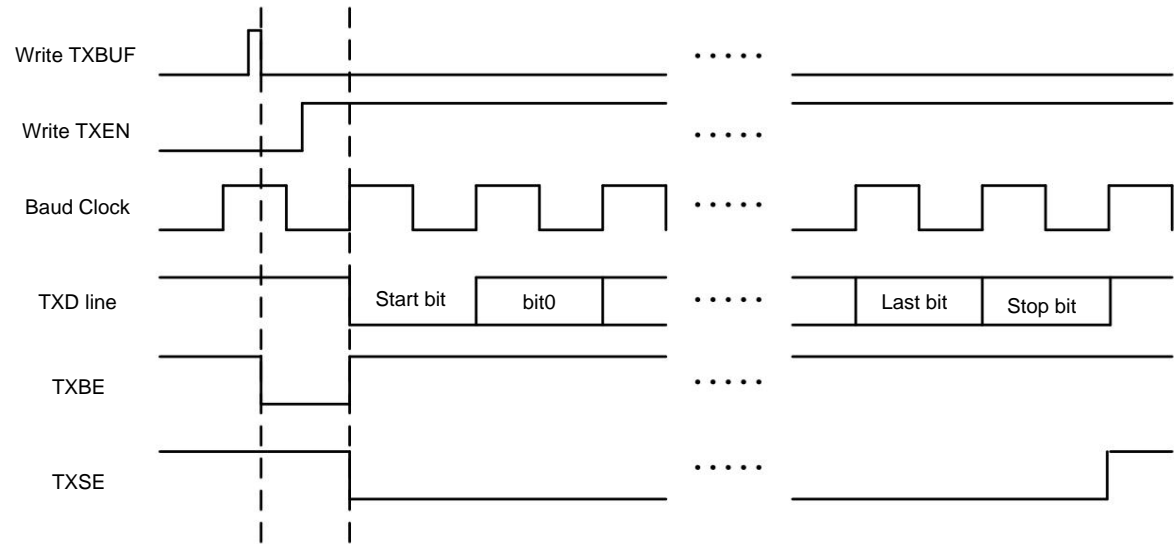 Write TXBUF
Write TXEN
Baud Clock
TXD line
Start bit
bit0
Last bit
Stop bit
TXBE
TXSE